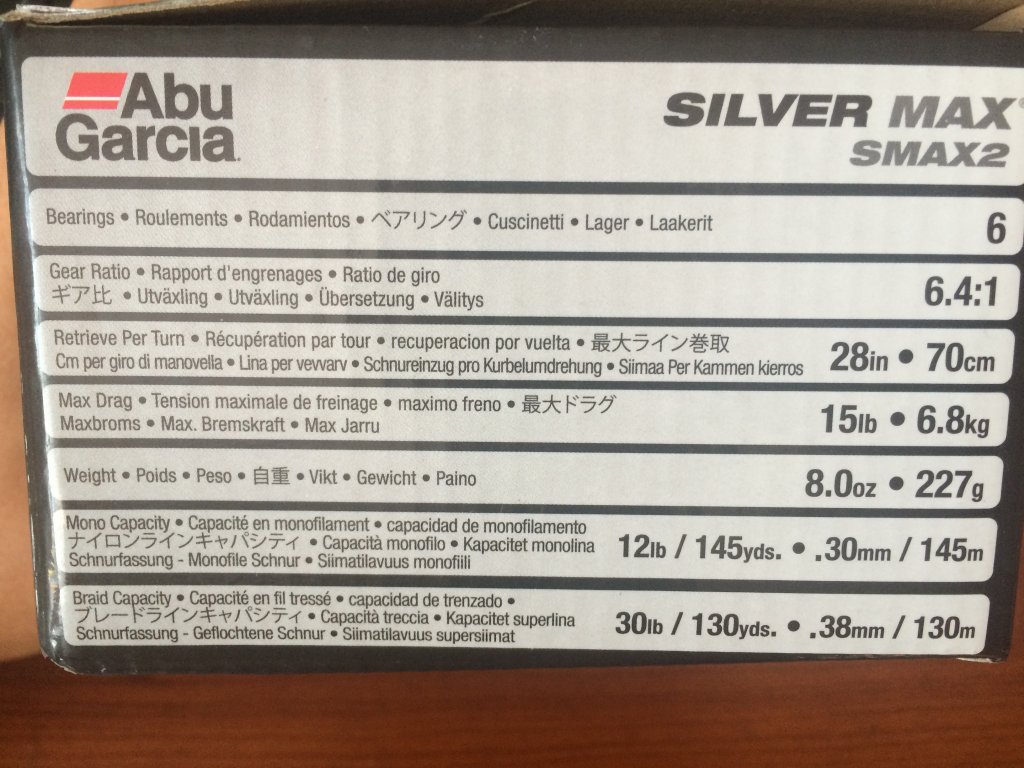 Abu
Garcia
SILVER MAX
SMAX2
Bearings • Roulements • Rodamientos • ベアリング • Cuscinetti • Lager • Laakerit
6
Gear Ratio • Rapport d'engrenages • Ratio de giro
ギア比 • Utväxling • Utväxling • Übersetzung • Välitys
6.4:1
Retrieve Per Turn • Récupération par tour • recuperacion por vuelta • 最大ライン巻取
Cm per giro di manovella • Lina per vevvarv • Schnureinzug pro Kurbelumdrehung • Siimaa Per Kammen kierros
28in • 70cm
Max Drag • Tension maximale de freinage • maximo freno • 最大ドラグ
Maxbroms • Max. Bremskraft • Max Jarru
15lb • 6.8kg
Weight • Poids • Peso • 自重 • Vikt • Gewicht • Paino
8.0oz • 227g
Mono Capacity • Capacité en monofilament • capacidad de monofilamento
ナイロンラインキャパシティ • Capacità monofilo • Kapacitet monolina
Schnurfassung - Monofile Schnur • Siimatilavuus monofiili
12lb / 145yds. • .30mm / 145m
Braid Capacity • Capacité en fil tressé • capacidad de trenzado •
ブレードラインキャパシティ • Capacità treccia • Kapacitet superlina
Schnurfassung - Geflochtene Schnur • Siimatilavuus supersiimat
30lb / 130yds. • .38mm / 130m